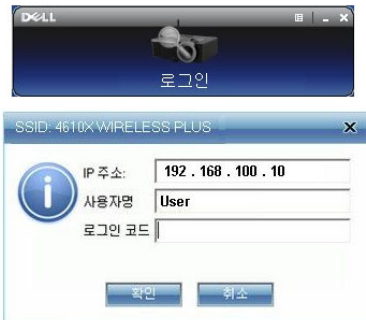 DELL
로그인
SSID: 4610X WIRELESS PLUS
IP 주소: 192 . 168 . 100 . 10
사용자명 User
로그인 코드
확인 취소